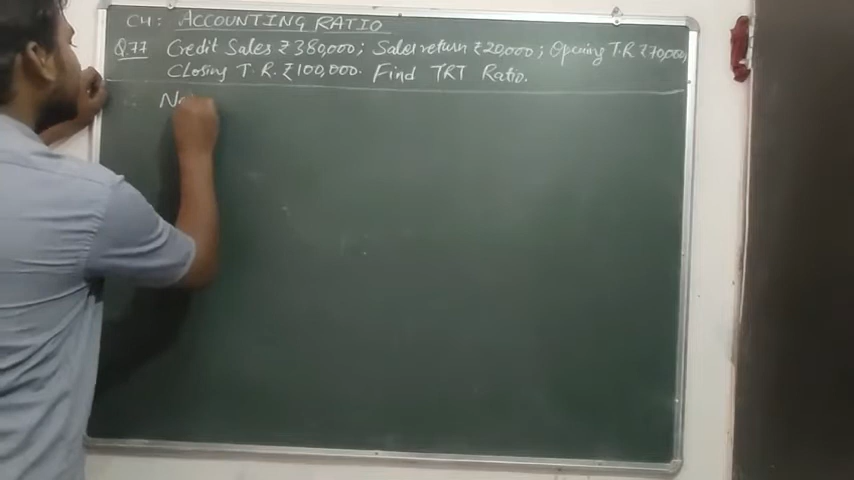 CH: ACCOUNTING RATIO
Q77 Credit Sales ₹380,000; Sales return ₹20,000; Opening T.R. ₹70,000;
Closing T.R. ₹100,000. Find TRT Ratio.